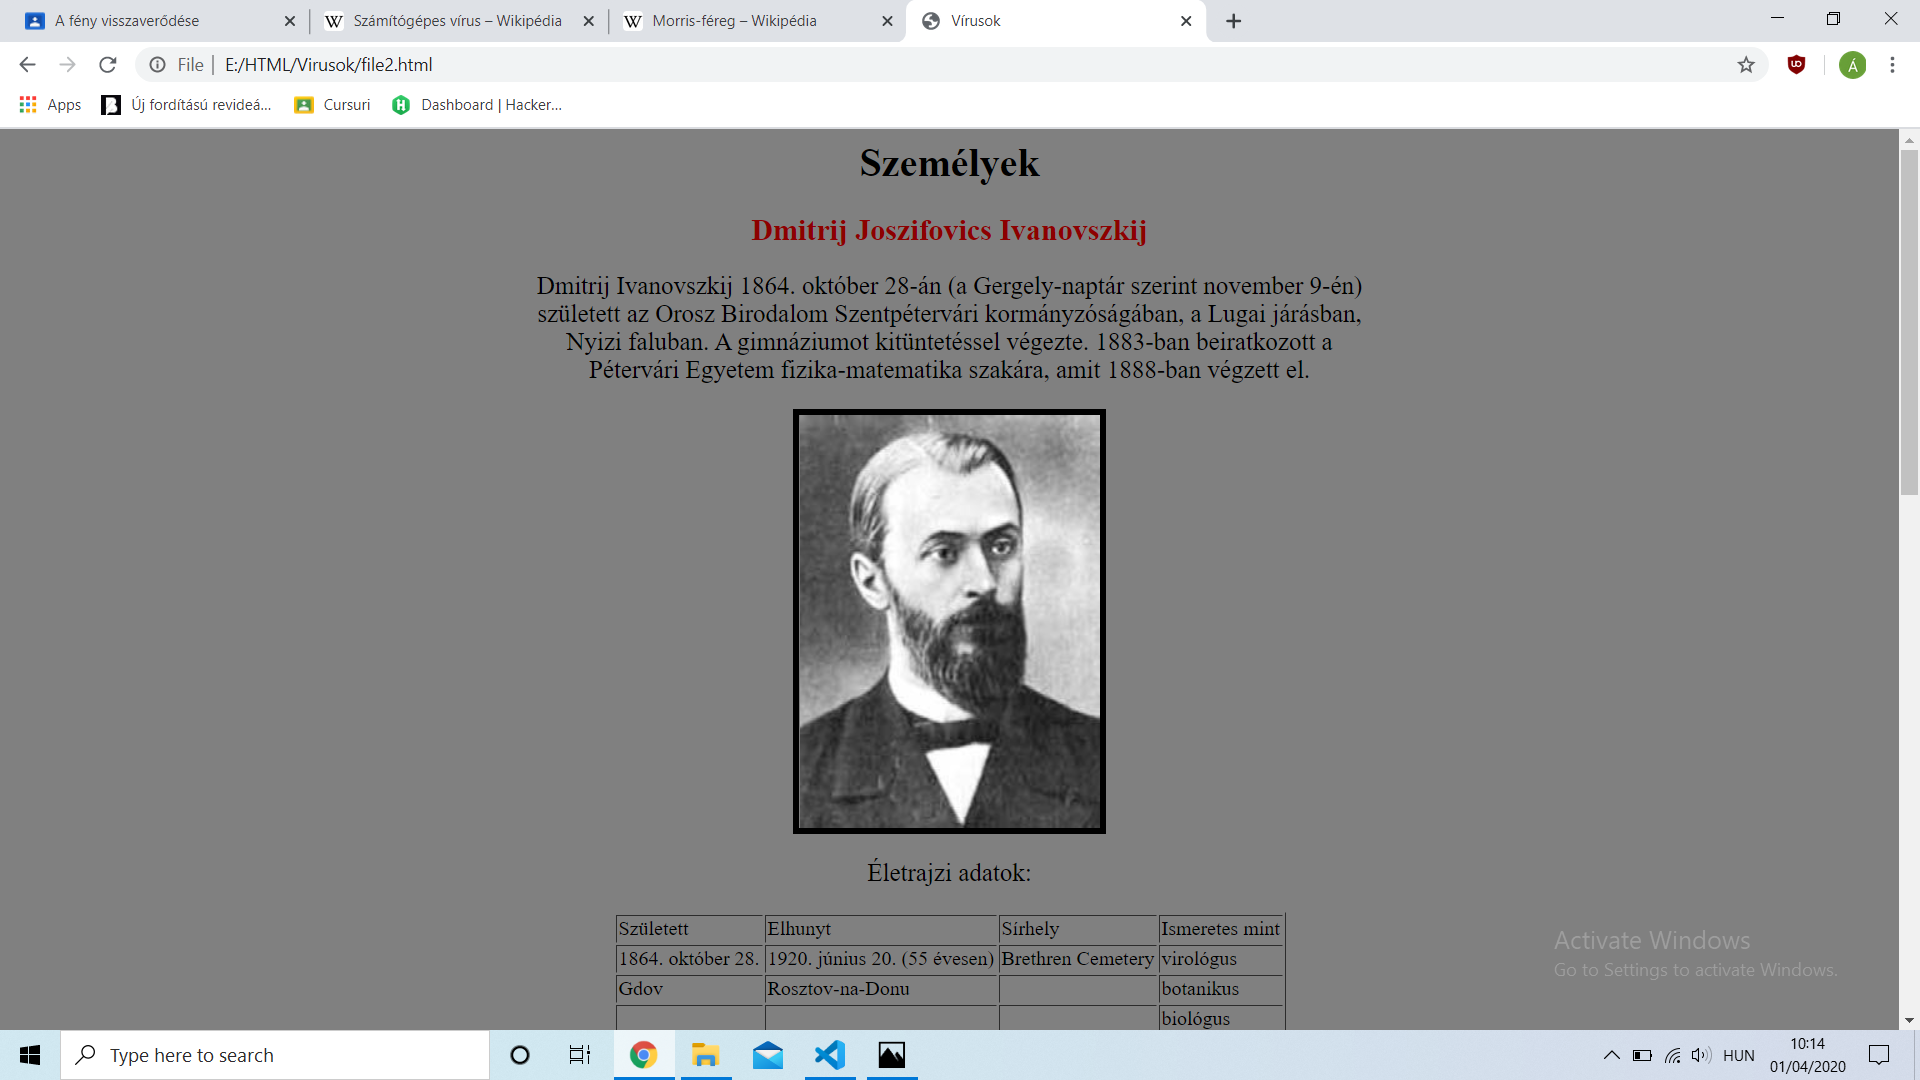 A fény visszaverődése
Számítógépes vírus – Wikipédia
Morris-féreg – Wikipédia
Vírusok
File | E:/HTML/Virusok/file2.html
Á
Apps
Új fordítású revideá...
Cursuri
Dashboard | Hacker...
Személyek
Dmitrij Joszifovics Ivanovszkij
Dmitrij Ivanovszkij 1864. október 28-án (a Gergely-naptár szerint november 9-én)
született az Orosz Birodalom Szentpétervári kormányzóságában, a Lugai járásban,
Nyizi faluban. A gimnáziumot kitüntetéssel végezte. 1883-ban beiratkozott a
Pétervári Egyetem fizika-matematika szakára, amit 1888-ban végzett el.
Életrajzi adatok:
Született Elhunyt Sírhely Ismeretes mint
1864. október 28. 1920. június 20. (55 évesen) Brethren Cemetery virológus
Gdov Rosztov-na-Donu botanikus
biológus
Activate Windows
Go to Settings to activate Windows.
Type here to search
HUN
10:14
01/04/2020